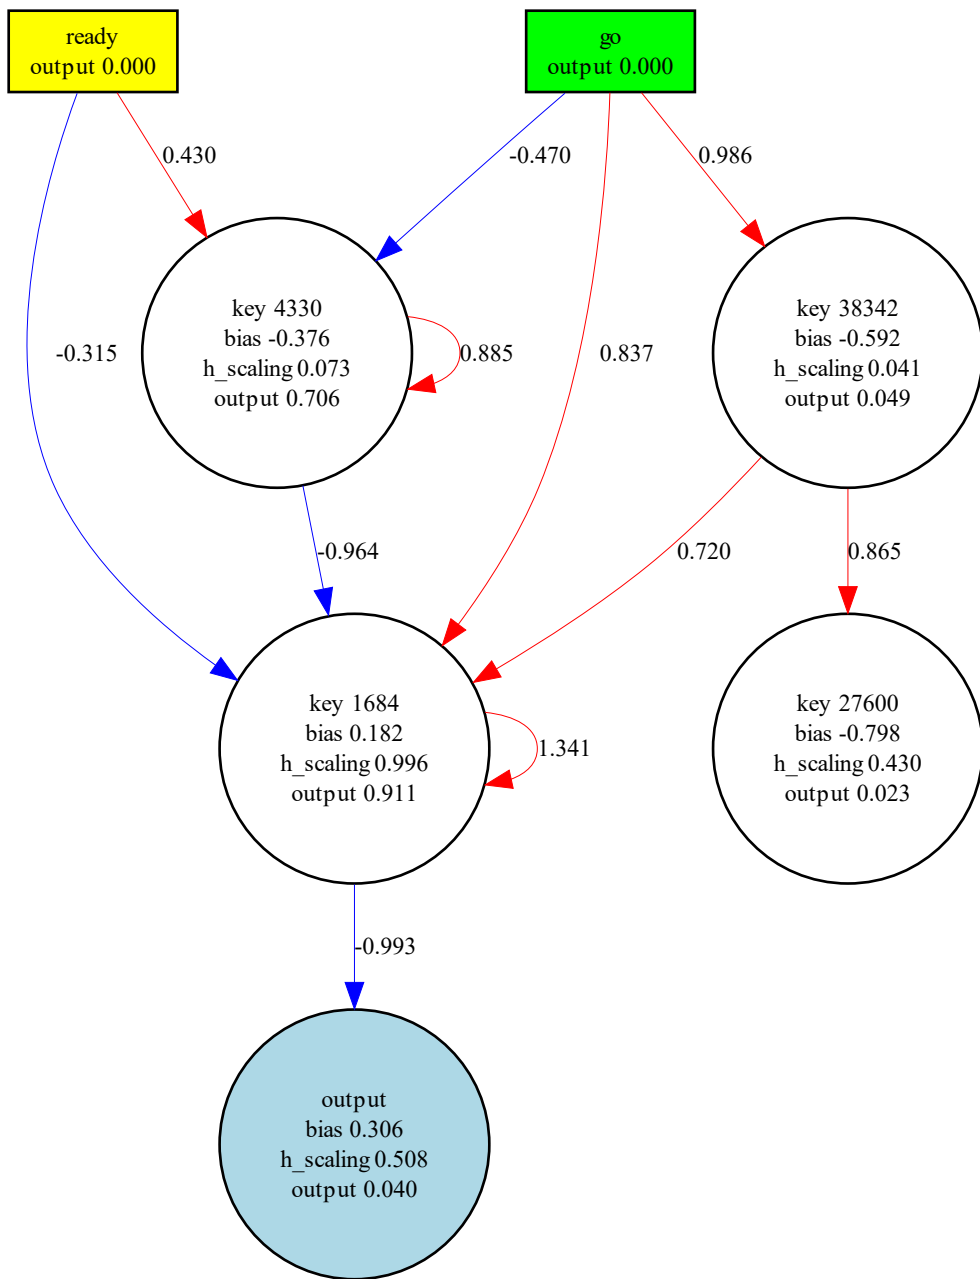 ready
output 0.000
go
output 0.000
0.430
-0.470
0.986
key 4330
bias -0.376
h_scaling 0.073
output 0.706
key 38342
bias -0.592
h_scaling 0.041
output 0.049
-0.315
0.885
0.837
-0.964
0.720
0.865
key 1684
bias 0.182
h_scaling 0.996
output 0.911
1.341
key 27600
bias -0.798
h_scaling 0.430
output 0.023
-0.993
output
bias 0.306
h_scaling 0.508
output 0.040